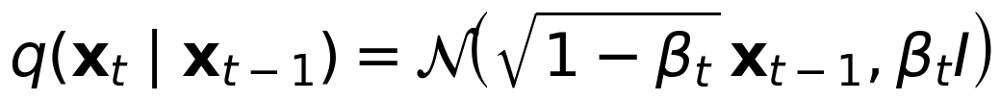 q(𝐱ₜ | 𝐱ₜ₋₁) = 𝒩(√(1 − βₜ) 𝐱ₜ₋₁, βₜI)